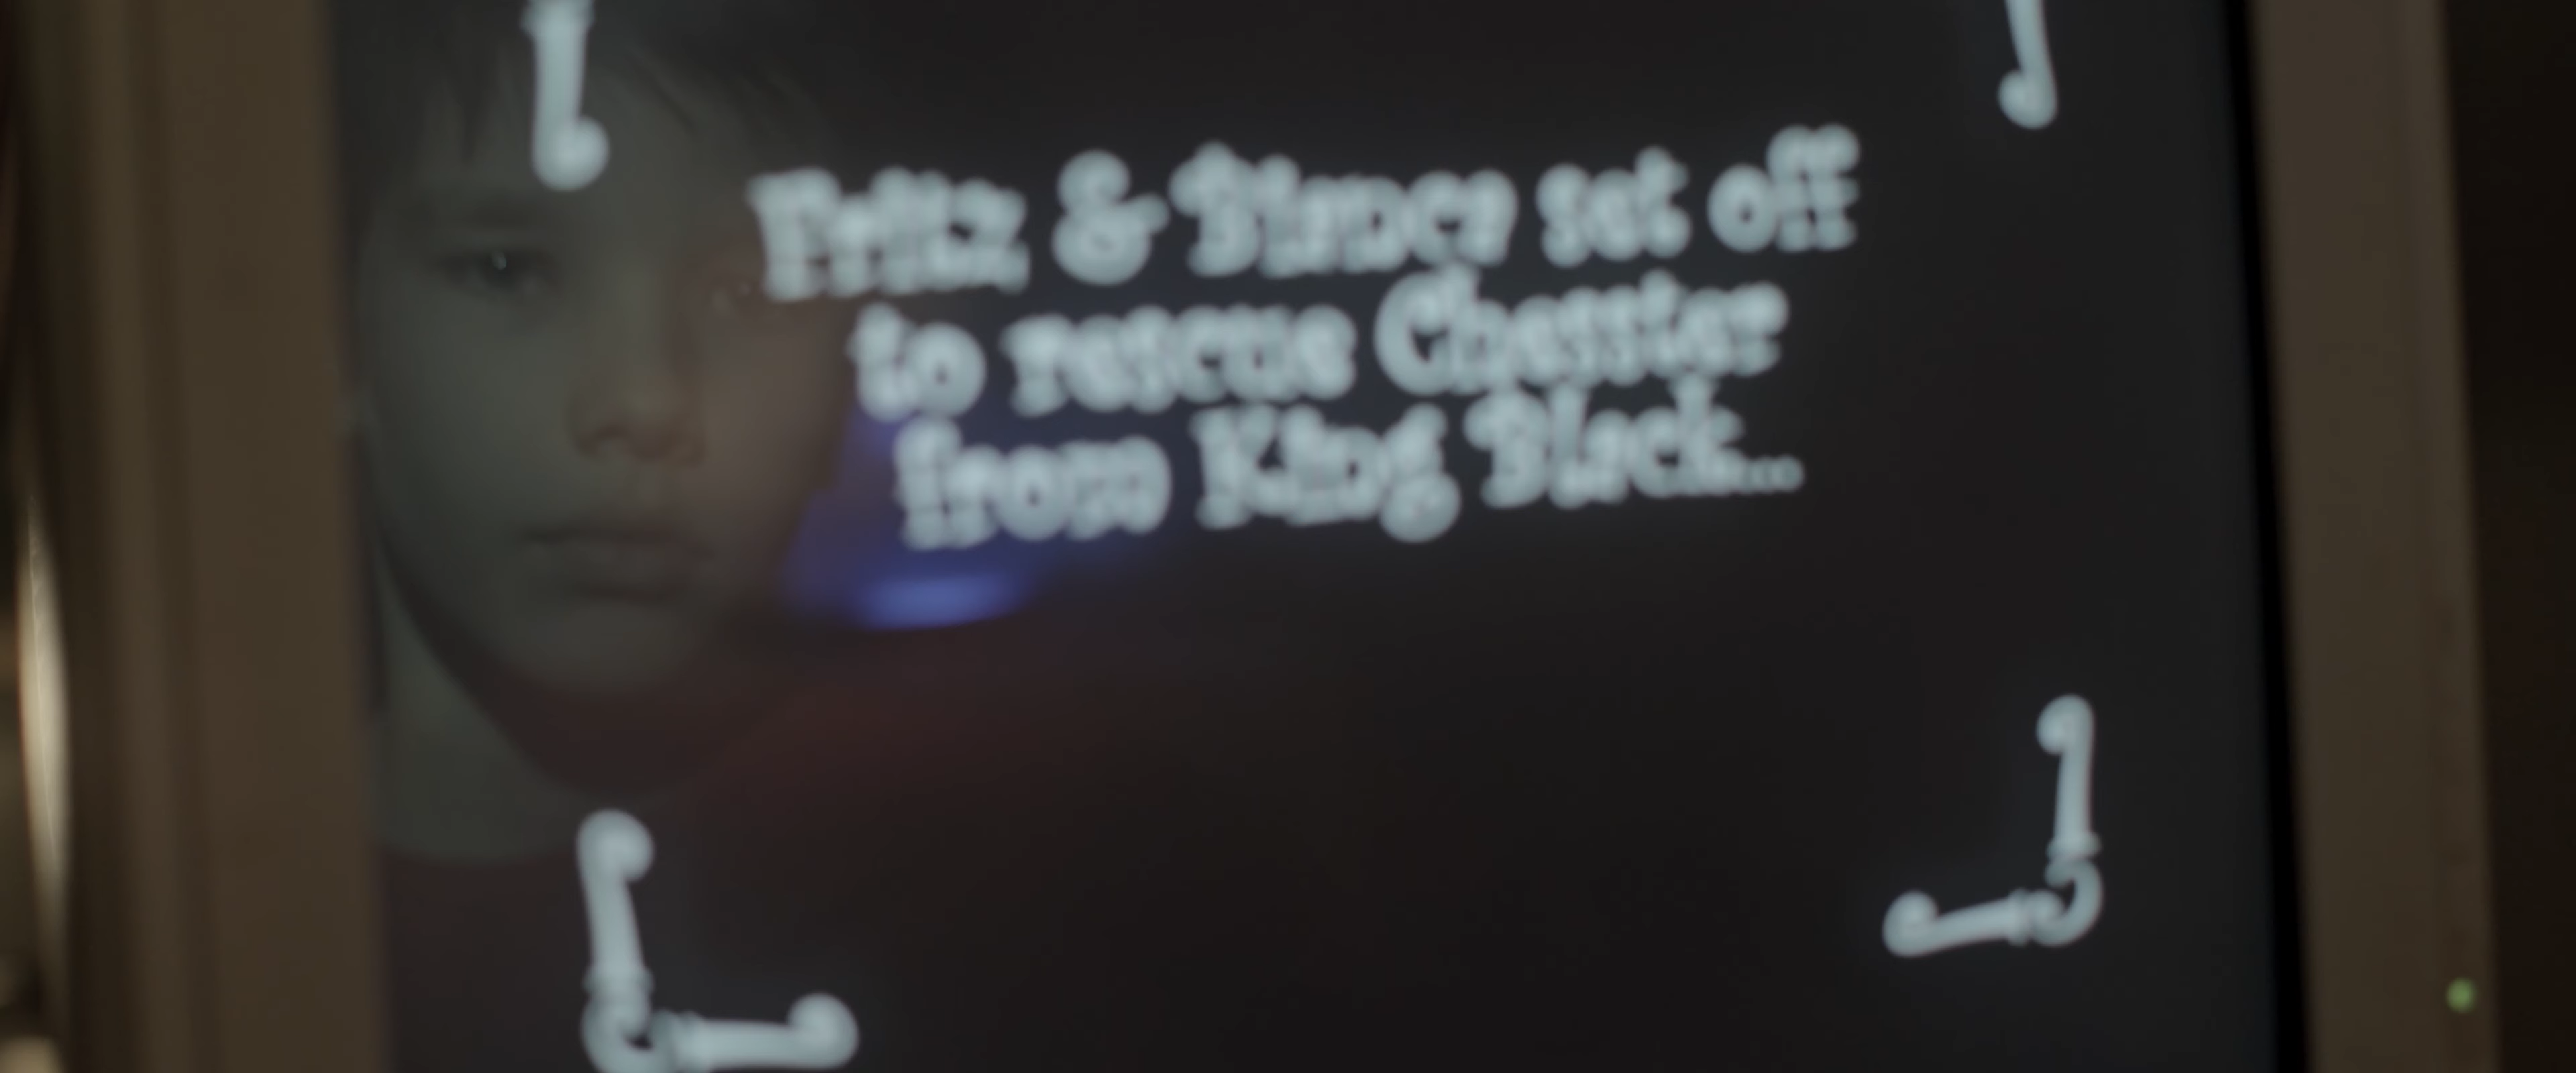 Fritz & Bianca set off
to rescue Chesster
from King Black...